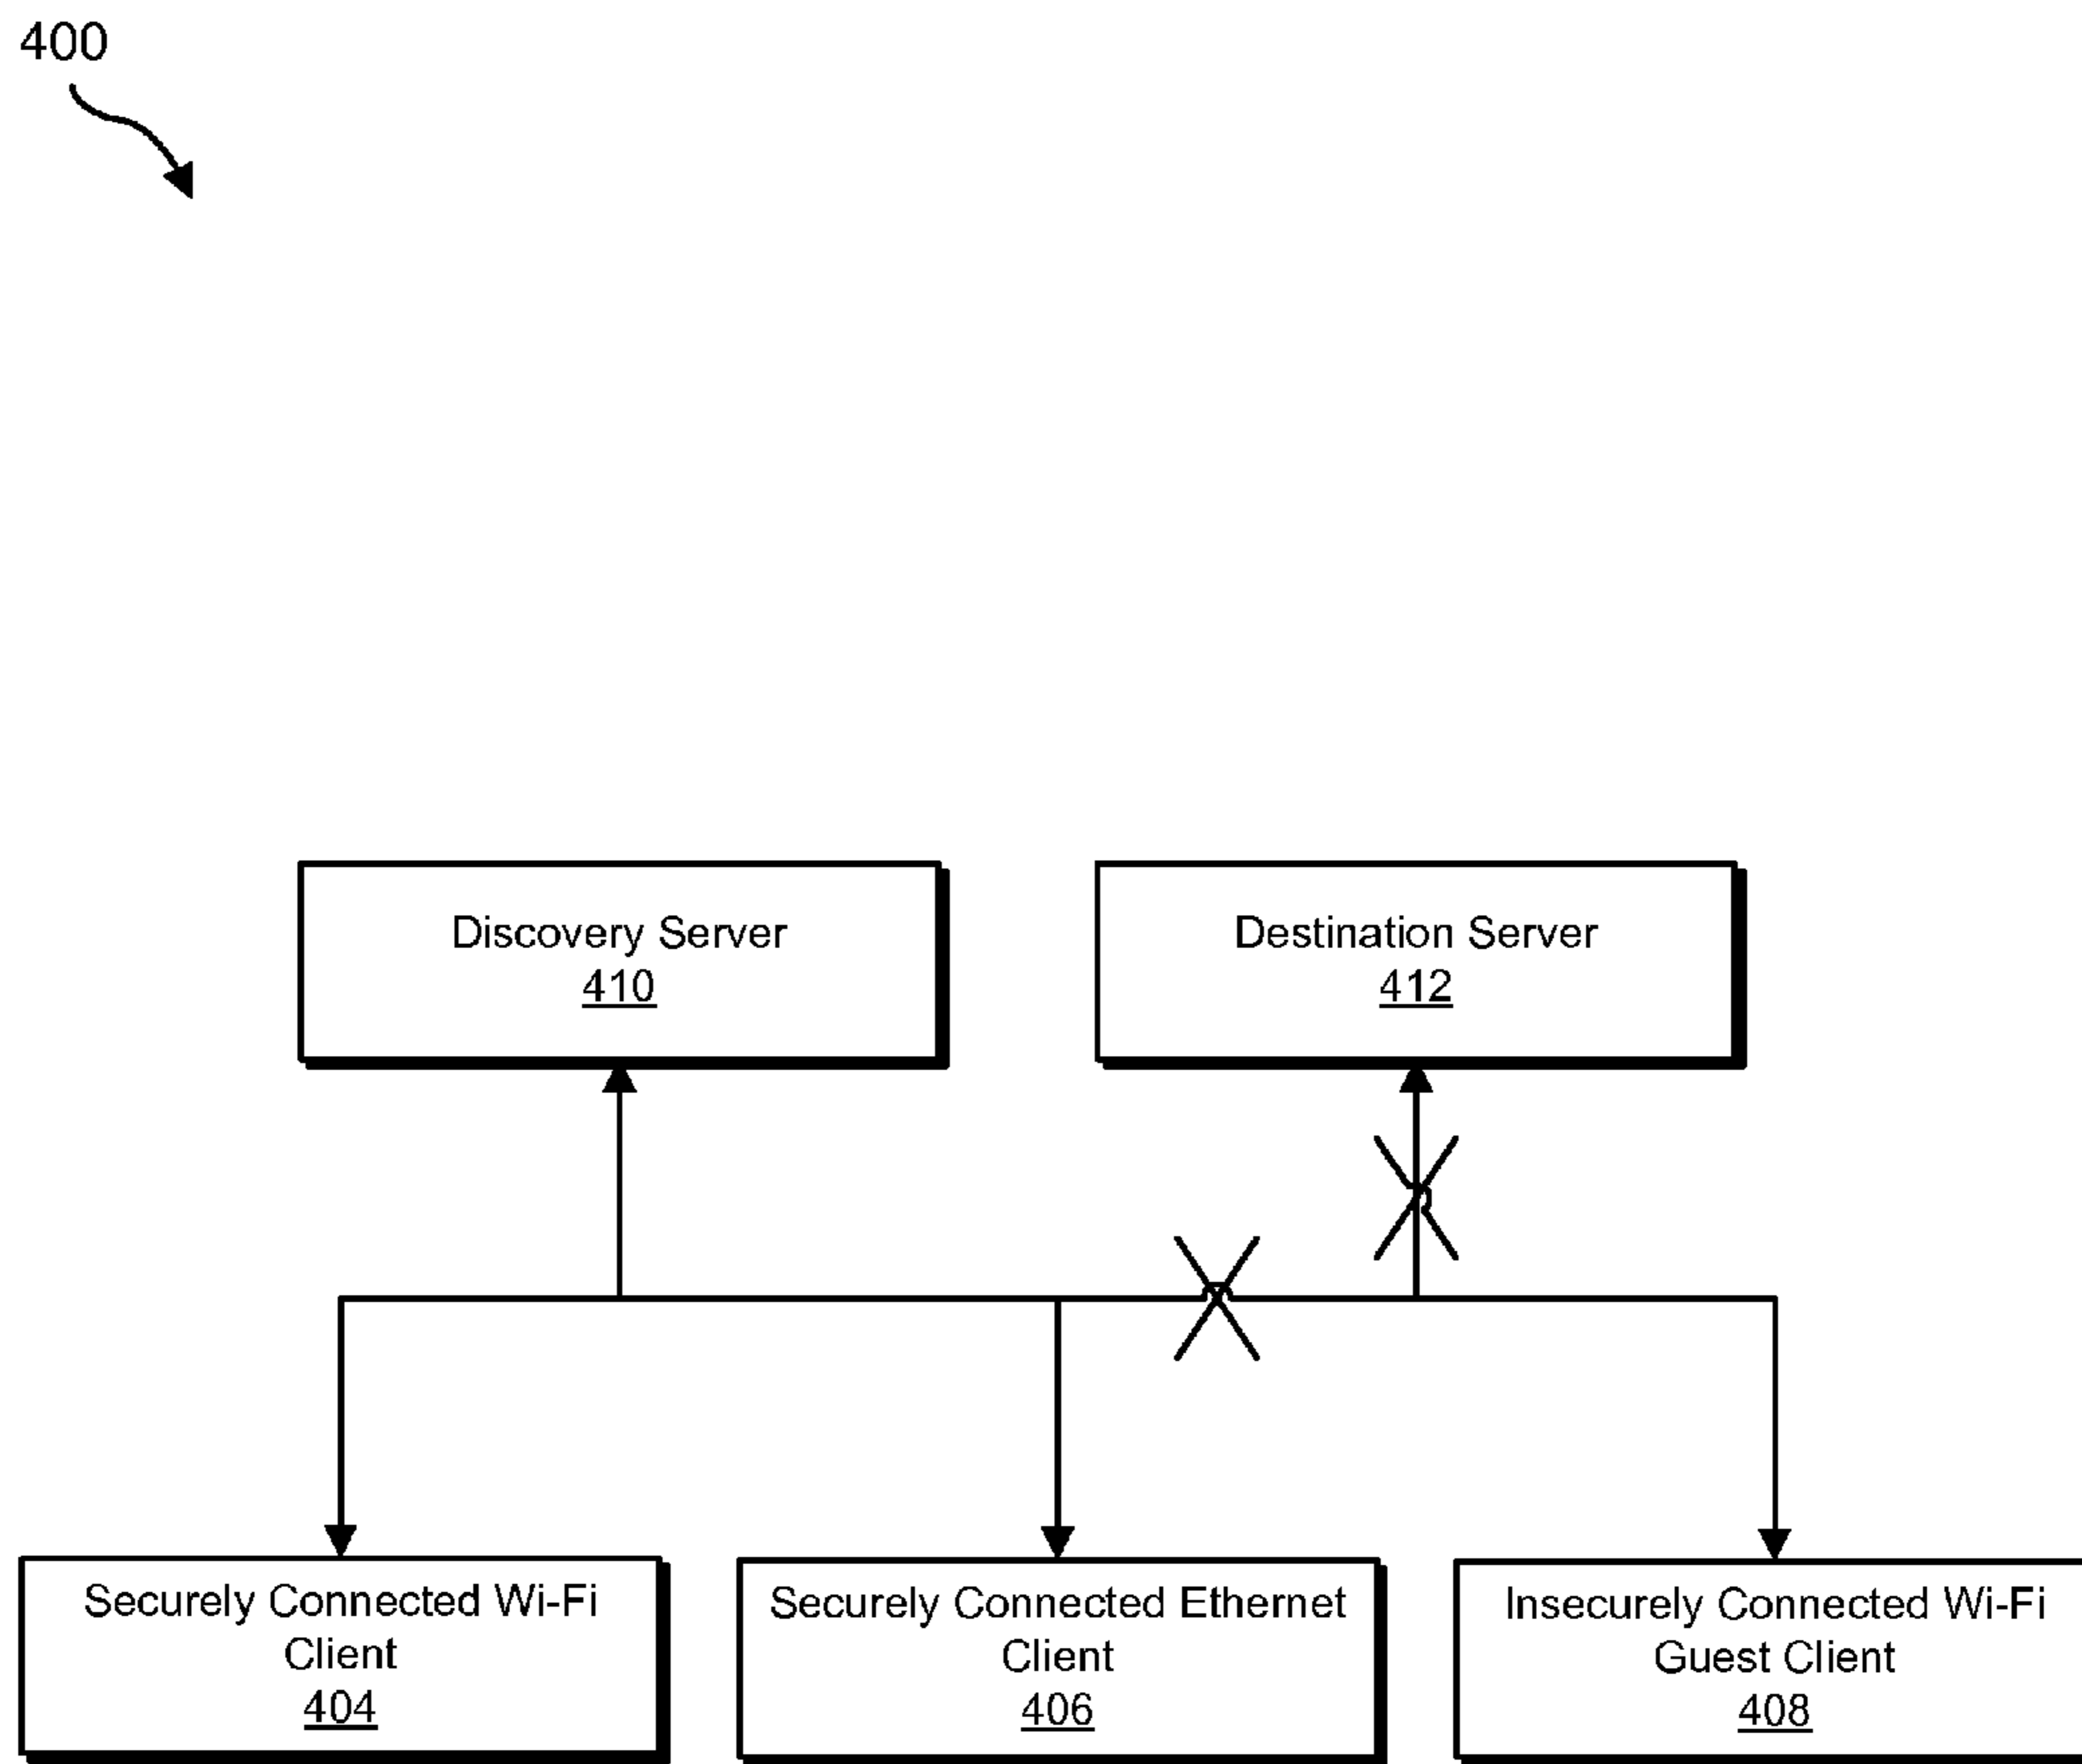 400
Discovery Server
410
Destination Server
412
Securely Connected Wi-Fi
Client
404
Securely Connected Ethernet
Client
406
Insecurely Connected Wi-Fi
Guest Client
408